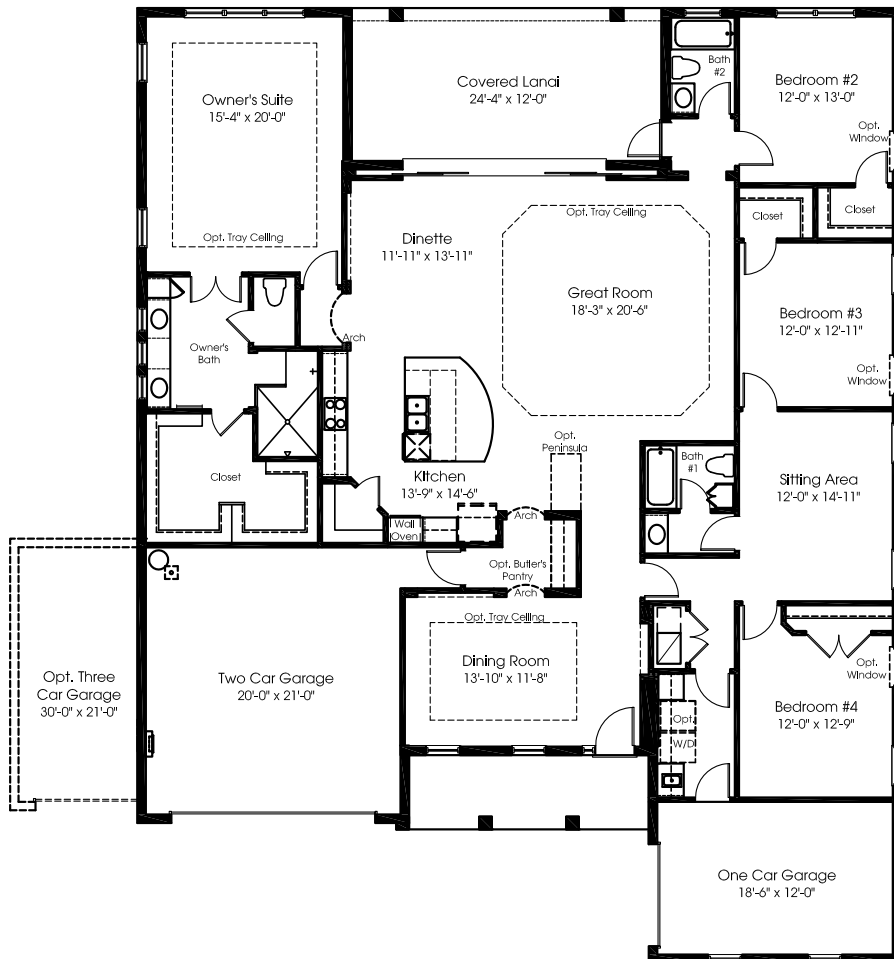 Owner's Suite
15'-4" x 20'-0"
Opt. Tray Ceiling
Covered Lanai
24'-4" x 12'-0"
Bath
#2
Bedroom #2
12'-0" x 13'-0"
Opt.
Window
Closet
Closet
Opt. Tray Ceiling
Dinette
11'-11" x 13'-11"
Great Room
18'-3" x 20'-6"
Bedroom #3
12'-0" x 12'-11"
Opt.
Window
Arch
Owner's
Bath
Closet
Kitchen
13'-9" x 14'-6"
Opt.
Peninsula
Bath
#1
Sitting Area
12'-0" x 14'-11"
Wall
Oven
Arch
Opt. Butler's
Pantry
Arch
Opt. Tray Ceiling
Dining Room
13'-10" x 11'-8"
Opt. Three
Car Garage
30'-0" x 21'-0"
Two Car Garage
20'-0" x 21'-0"
Opt.
W/D
Opt.
Window
Bedroom #4
12'-0" x 12'-9"
One Car Garage
18'-6" x 12'-0"